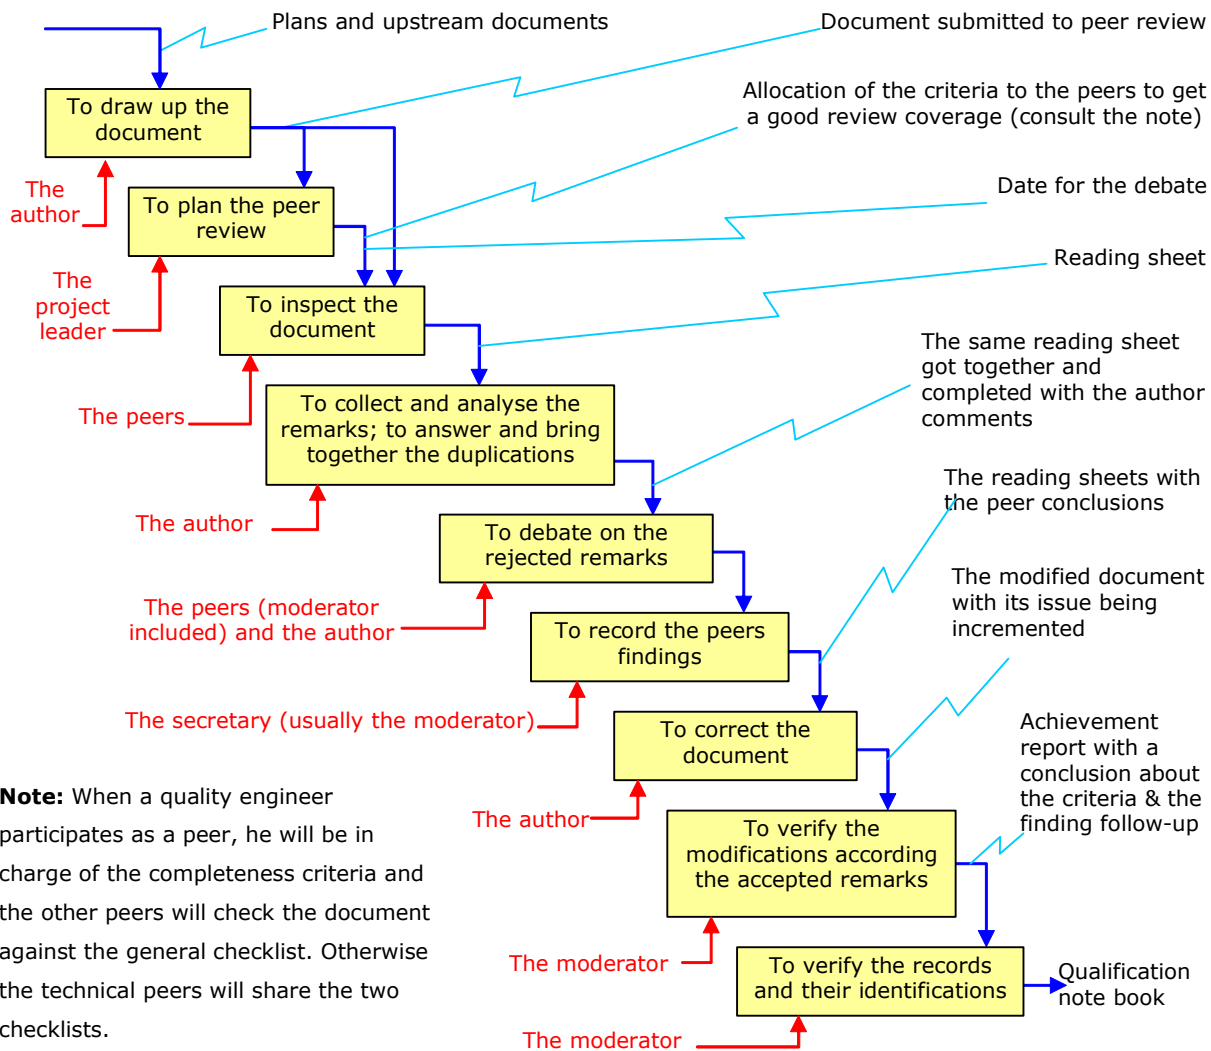 Plans and upstream documents
Document submitted to peer review
To draw up the
document
Allocation of the criteria to the peers to get
a good review coverage (consult the note)
The
author
To plan the peer
review
Date for the debate
Reading sheet
The
project
leader
To inspect the
document
The same reading sheet
got together and
completed with the author
comments
The peers
To collect and analyse the
remarks; to answer and bring
together the duplications
The reading sheets with
the peer conclusions
The author
To debate on the
rejected remarks
The modified document
with its issue being
incremented
The peers (moderator
included) and the author
To record the peers
findings
The secretary (usually the moderator)
To correct the
document
Achievement
report with a
conclusion about
the criteria & the
finding follow-up
The author
To verify the
modifications according
the accepted remarks
Note: When a quality engineer
participates as a peer, he will be in
charge of the completeness criteria and
the other peers will check the document
against the general checklist. Otherwise
the technical peers will share the two
checklists.
The moderator
To verify the records
and their identifications
Qualification
note book
The moderator